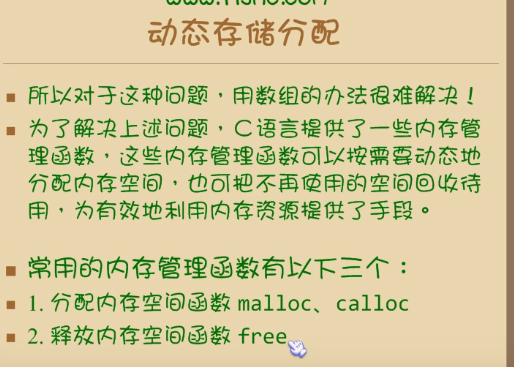 动态存储分配
所以对于这种问题，用数组的办法很难解决！
为了解决上述问题，C语言提供了一些内存管
理函数，这些内存管理函数可以按需要动态地
分配内存空间，也可把不再使用的空间回收待
用，为有效地利用内存资源提供了手段。
常用的内存管理函数有以下三个：
1. 分配内存空间函数 malloc、calloc
2. 释放内存空间函数 free